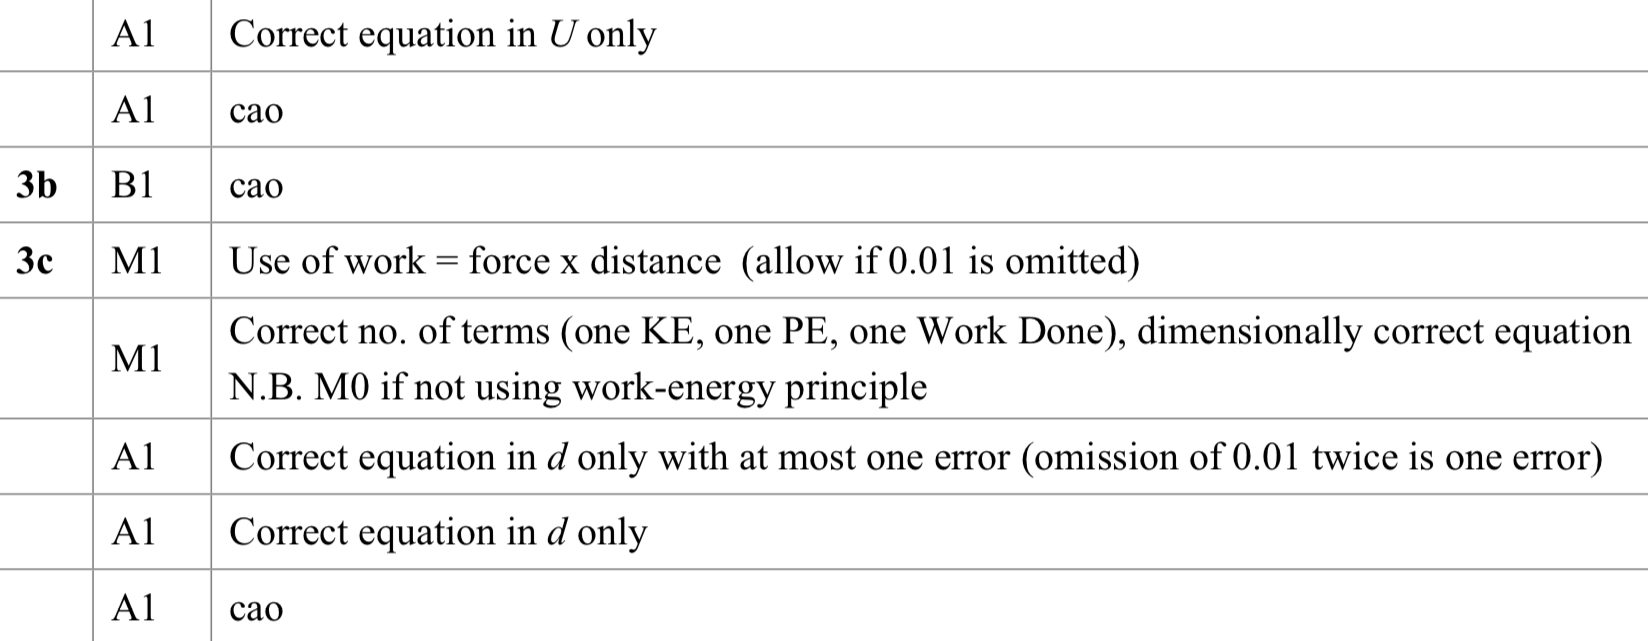 A1 Correct equation in U only
A1 cao
3b B1 cao
3c M1 Use of work = force x distance (allow if 0.01 is omitted)
M1 Correct no. of terms (one KE, one PE, one Work Done), dimensionally correct equation
N.B. M0 if not using work-energy principle
A1 Correct equation in d only with at most one error (omission of 0.01 twice is one error)
A1 Correct equation in d only
A1 cao